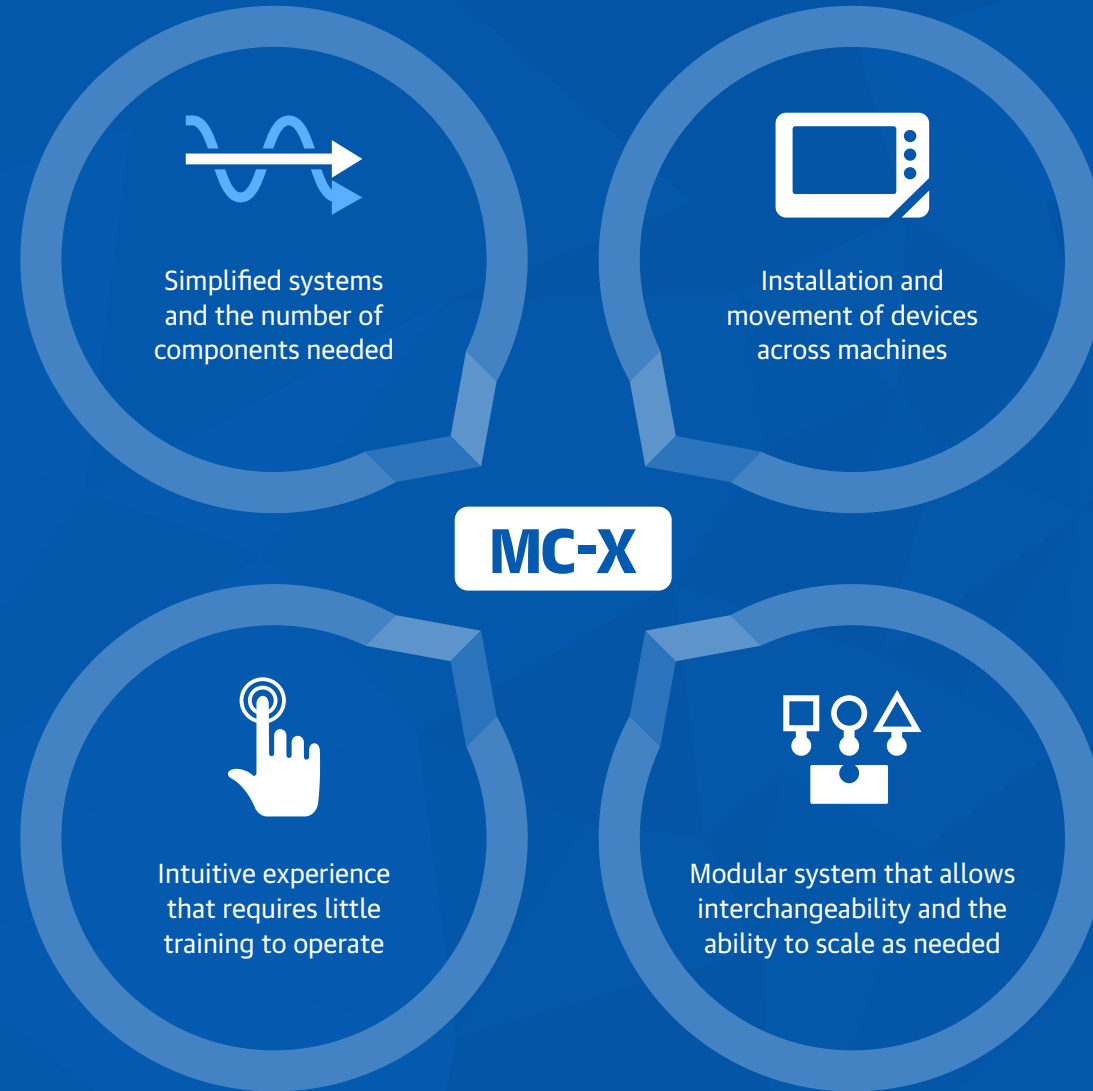 Simplified systems
and the number of
components needed
Installation and
movement of devices
across machines
MC-X
Intuitive experience
that requires little
training to operate
Modular system that allows
interchangeability and the
ability to scale as needed